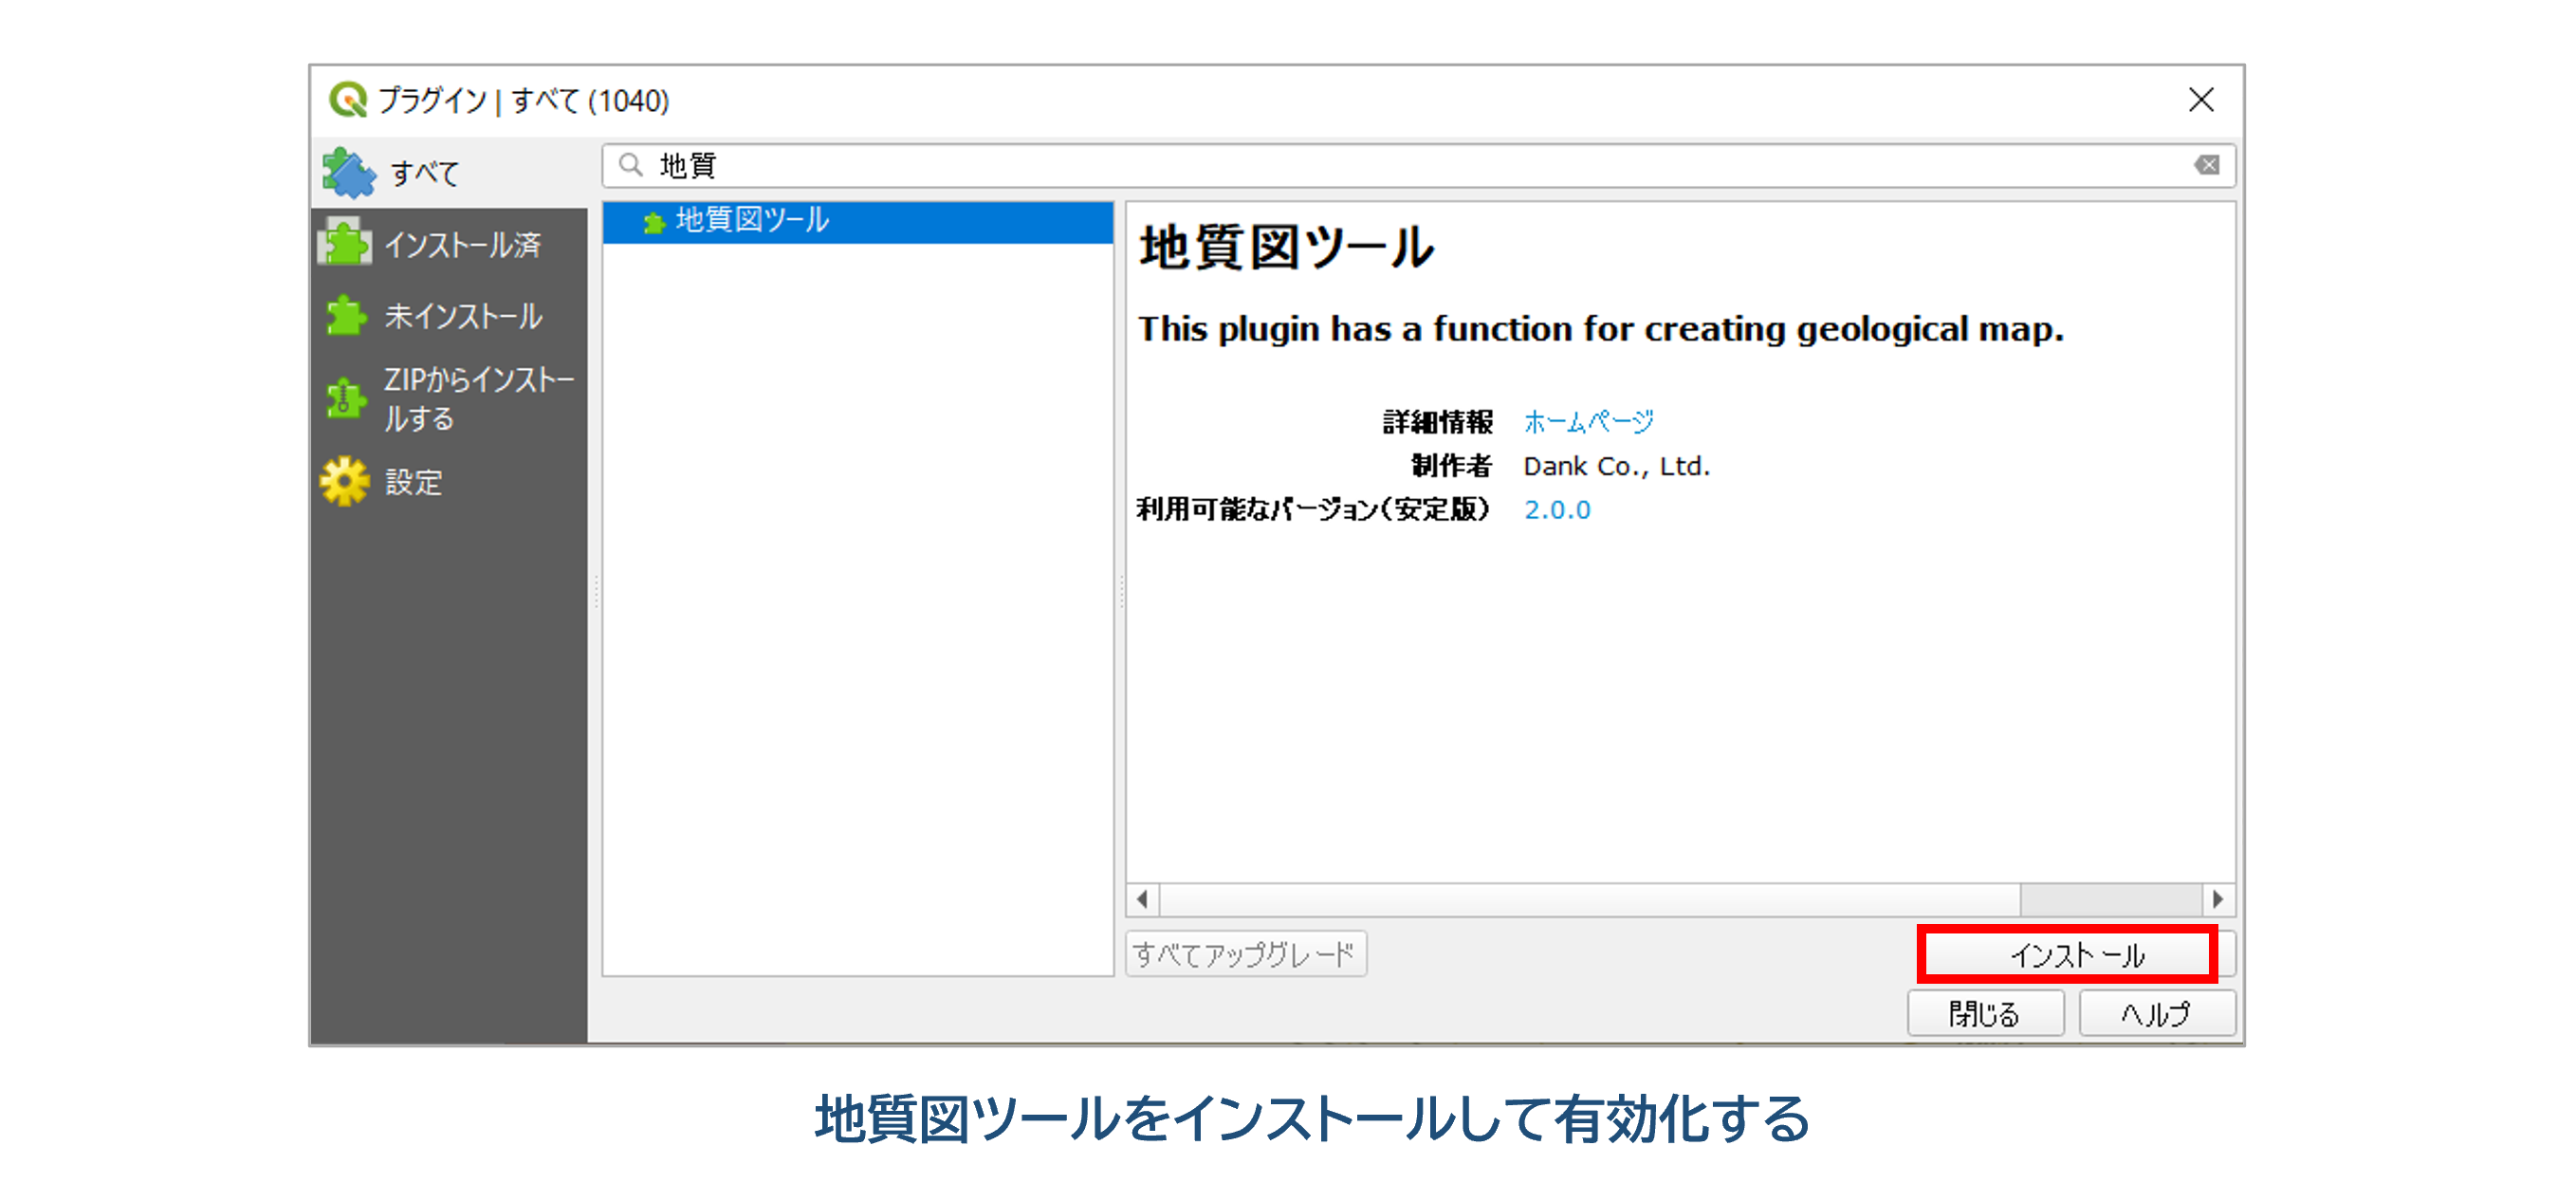 プラグイン | すべて (1040)
すべて
地質
インストール済
未インストール
ZIPからインストー
ルする
設定
地質図ツール
地質図ツール
This plugin has a function for creating geological map.
詳細情報 ホームページ
制作者 Dank Co., Ltd.
利用可能なバージョン(安定版) 2.0.0
すべてアップグレード
インストール
閉じる
ヘルプ
地質図ツールをインストールして有効化する